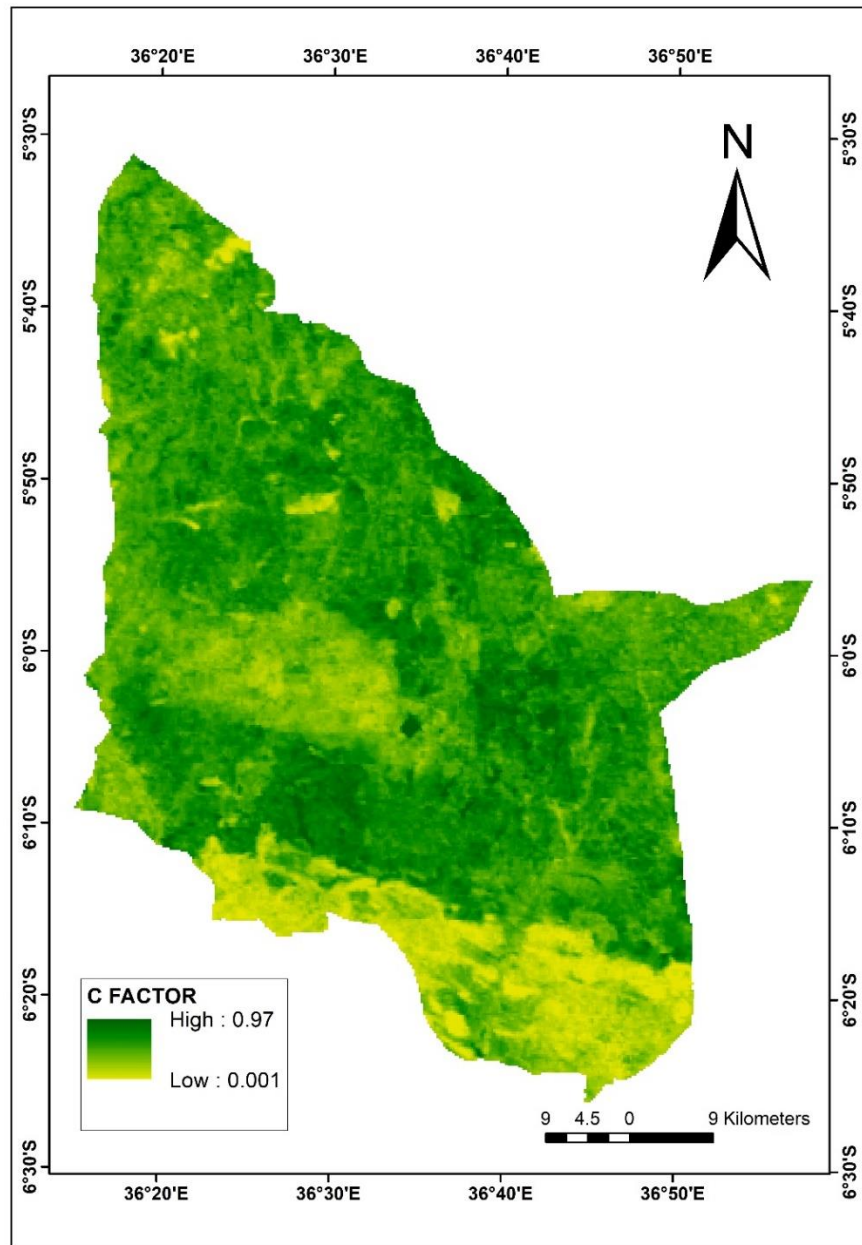 36°20'E 36°30'E 36°40'E 36°50'E
N
5°30'S 5°30'S
5°40'S 5°40'S
5°50'S 5°50'S
6°0'S 6°0'S
6°10'S 6°10'S
6°20'S 6°20'S
6°30'S 6°30'S
C FACTOR
High : 0.97
Low : 0.001
9 4.5 0 9 Kilometers
36°20'E 36°30'E 36°40'E 36°50'E